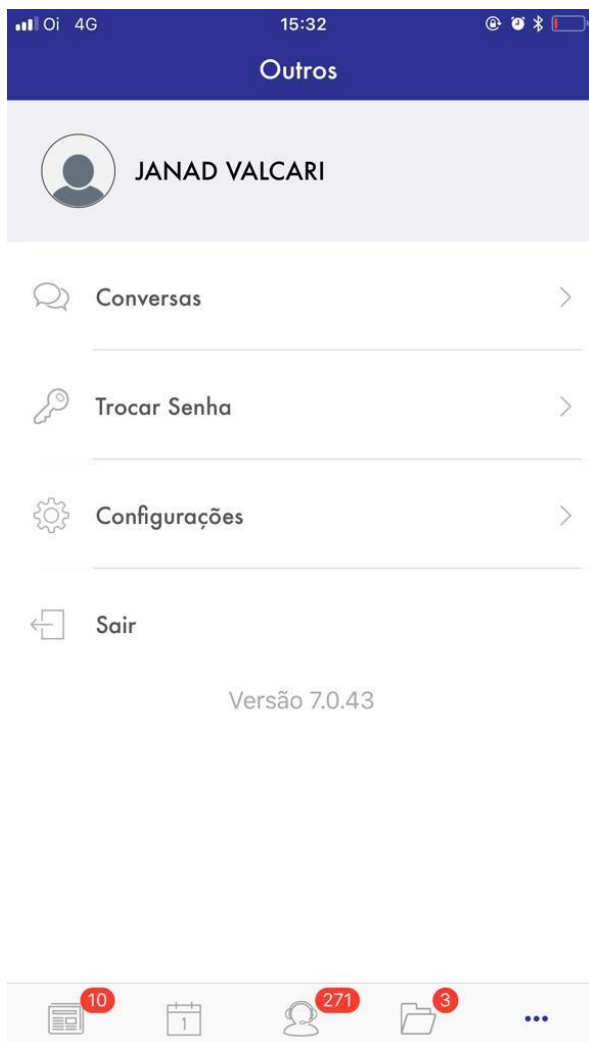 Oi 4G 15:32
Outros
JANAD VALCARI
Conversas
Trocar Senha
Configurações
Sair
Versão 7.0.43
10 1 271 3